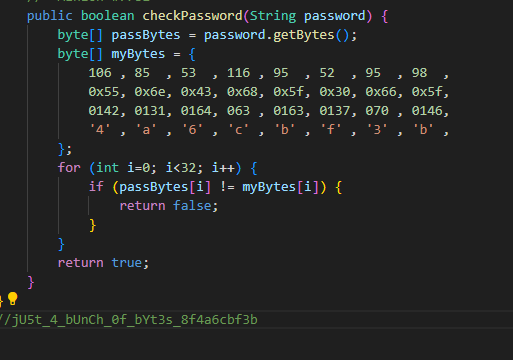 public boolean checkPassword(String password) {
byte[] passBytes = password.getBytes();
byte[] myBytes = {
106 , 85 , 53 , 116 , 95 , 52 , 95 , 98 ,
0x55, 0x6e, 0x43, 0x68, 0x5f, 0x30, 0x66, 0x5f,
0142, 0131, 0164, 063 , 0163, 0137, 070 , 0146,
'4' , 'a' , '6' , 'c' , 'b' , 'f' , '3' , 'b' ,
};
for (int i=0; i<32; i++) {
if (passBytes[i] != myBytes[i]) {
return false;
}
}
return true;
}
}
//jU5t_4_bUnCh_0f_bYt3s_8f4a6cbf3b